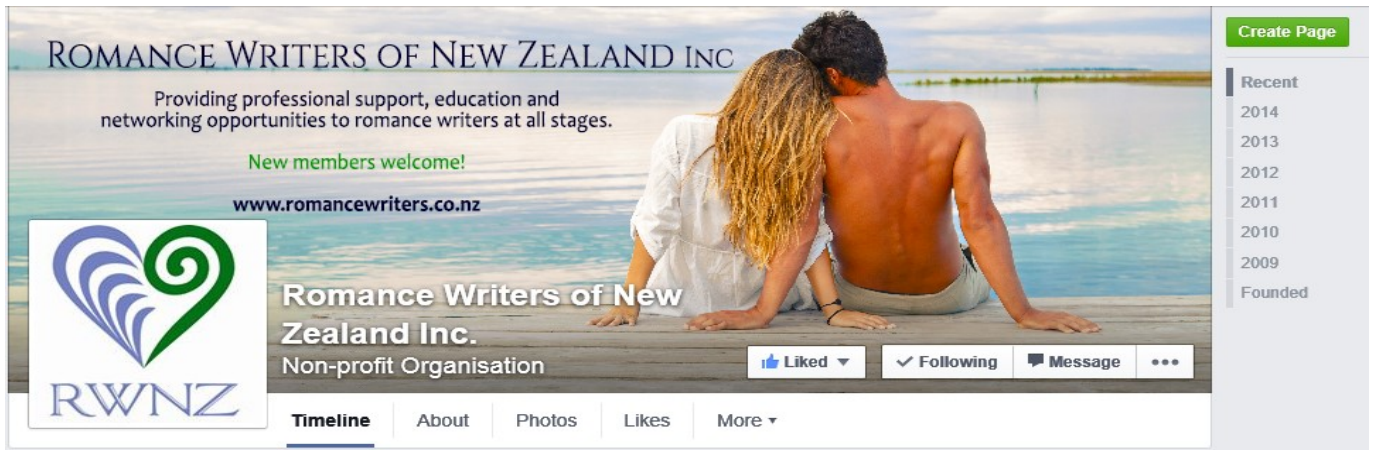 ROMANCE WRITERS OF NEW ZEALAND INC
Providing professional support, education and
networking opportunities to romance writers at all stages.
New members welcome!
www.romancewriters.co.nz
RWNZ
Romance Writers of New
Zealand Inc.
Non-profit Organisation
Liked
Following
Message
Timeline
About
Photos
Likes
More
Create Page
Recent
2014
2013
2012
2011
2010
2009
Founded